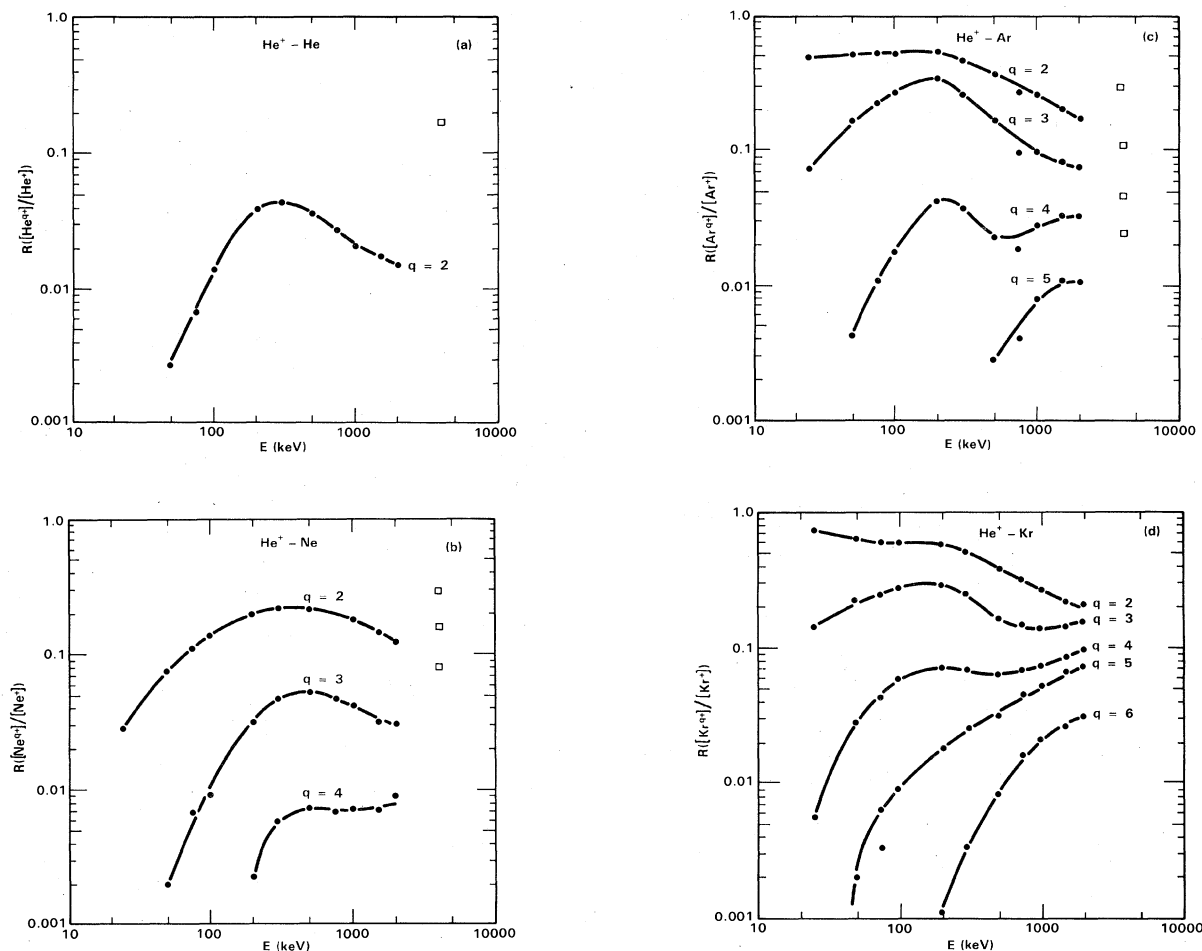 He⁺ – He
(a)
1.0
0.1
0.01
0.001
R([Heq+]/[He⁺])
q = 2
10
100
1000
10000
E (keV)
He⁺ – Ne
(b)
1.0
0.1
0.01
0.001
R([Neq+]/[Ne⁺])
q = 2
q = 3
q = 4
10
100
1000
10000
E (keV)
He⁺ – Ar
(c)
1.0
0.1
0.01
0.001
R([Arq+]/[Ar⁺])
q = 2
q = 3
q = 4
q = 5
10
100
1000
10000
E (keV)
He⁺ – Kr
(d)
1.0
0.1
0.01
0.001
R([Krq+]/[Kr⁺])
q = 2
q = 3
q = 4
q = 5
q = 6
10
100
1000
10000
E (keV)